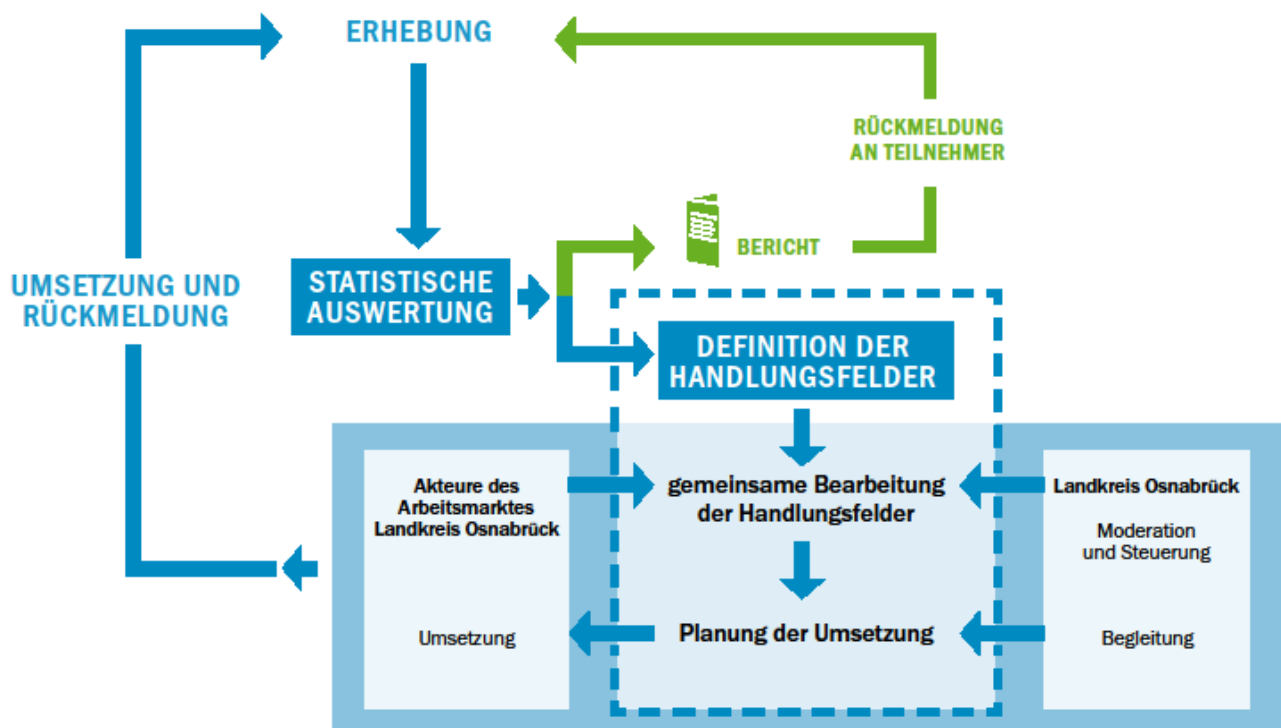 ERHEBUNG
RÜCKMELDUNG
AN TEILNEHMER
BERICHT
UMSETZUNG UND
RÜCKMELDUNG
STATISTISCHE
AUSWERTUNG
DEFINITION DER
HANDLUNGSFELDER
Akteure des
Arbeitsmarktes
Landkreis Osnabrück
gemeinsame Bearbeitung
der Handlungsfelder
Landkreis Osnabrück
Moderation
und Steuerung
Umsetzung
Planung der Umsetzung
Begleitung